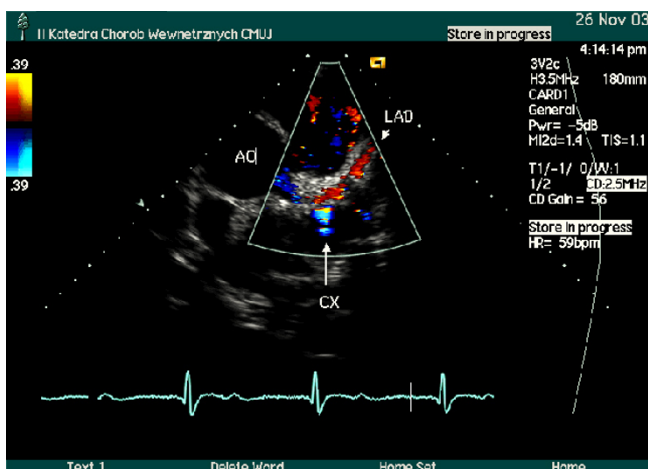 26 Nov 03
II Katedra Chorob Wewnetrznych CMUJ
Store in progress
4:14:14 pm
.39
3V2c
H3.5MHz 180mm
CARD1
General
Pwr= -5dB
MI2d=1.4 TIS=1.1
LAO
AO
T1/-1/ 0/VV:1
1/2 CD:2.5MHz
CD Gain = 56
.39
Store in progress
HR= 59bpm
CX
Text 1 Delete Word Home Set Home